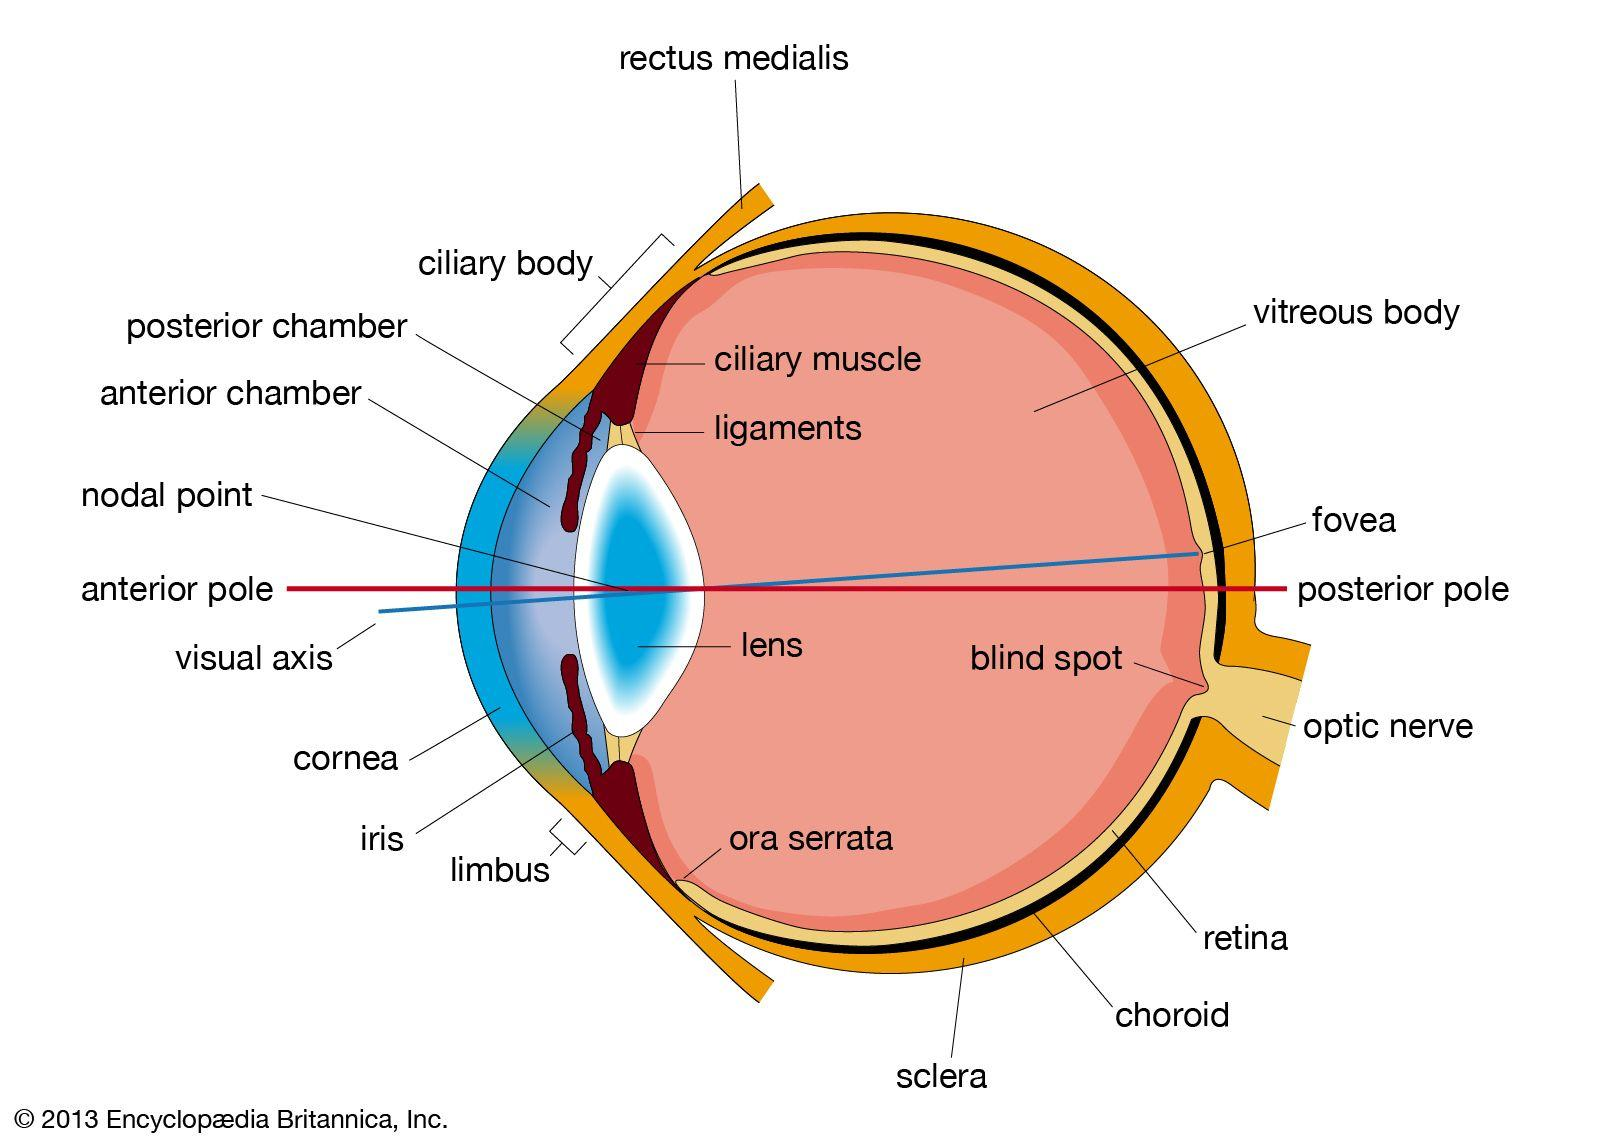 rectus medialis
ciliary body
posterior chamber
anterior chamber
nodal point
anterior pole
visual axis
cornea
iris
limbus
ciliary muscle
ligaments
lens
ora serrata
vitreous body
fovea
posterior pole
blind spot
optic nerve
retina
choroid
sclera
© 2013 Encyclopædia Britannica, Inc.